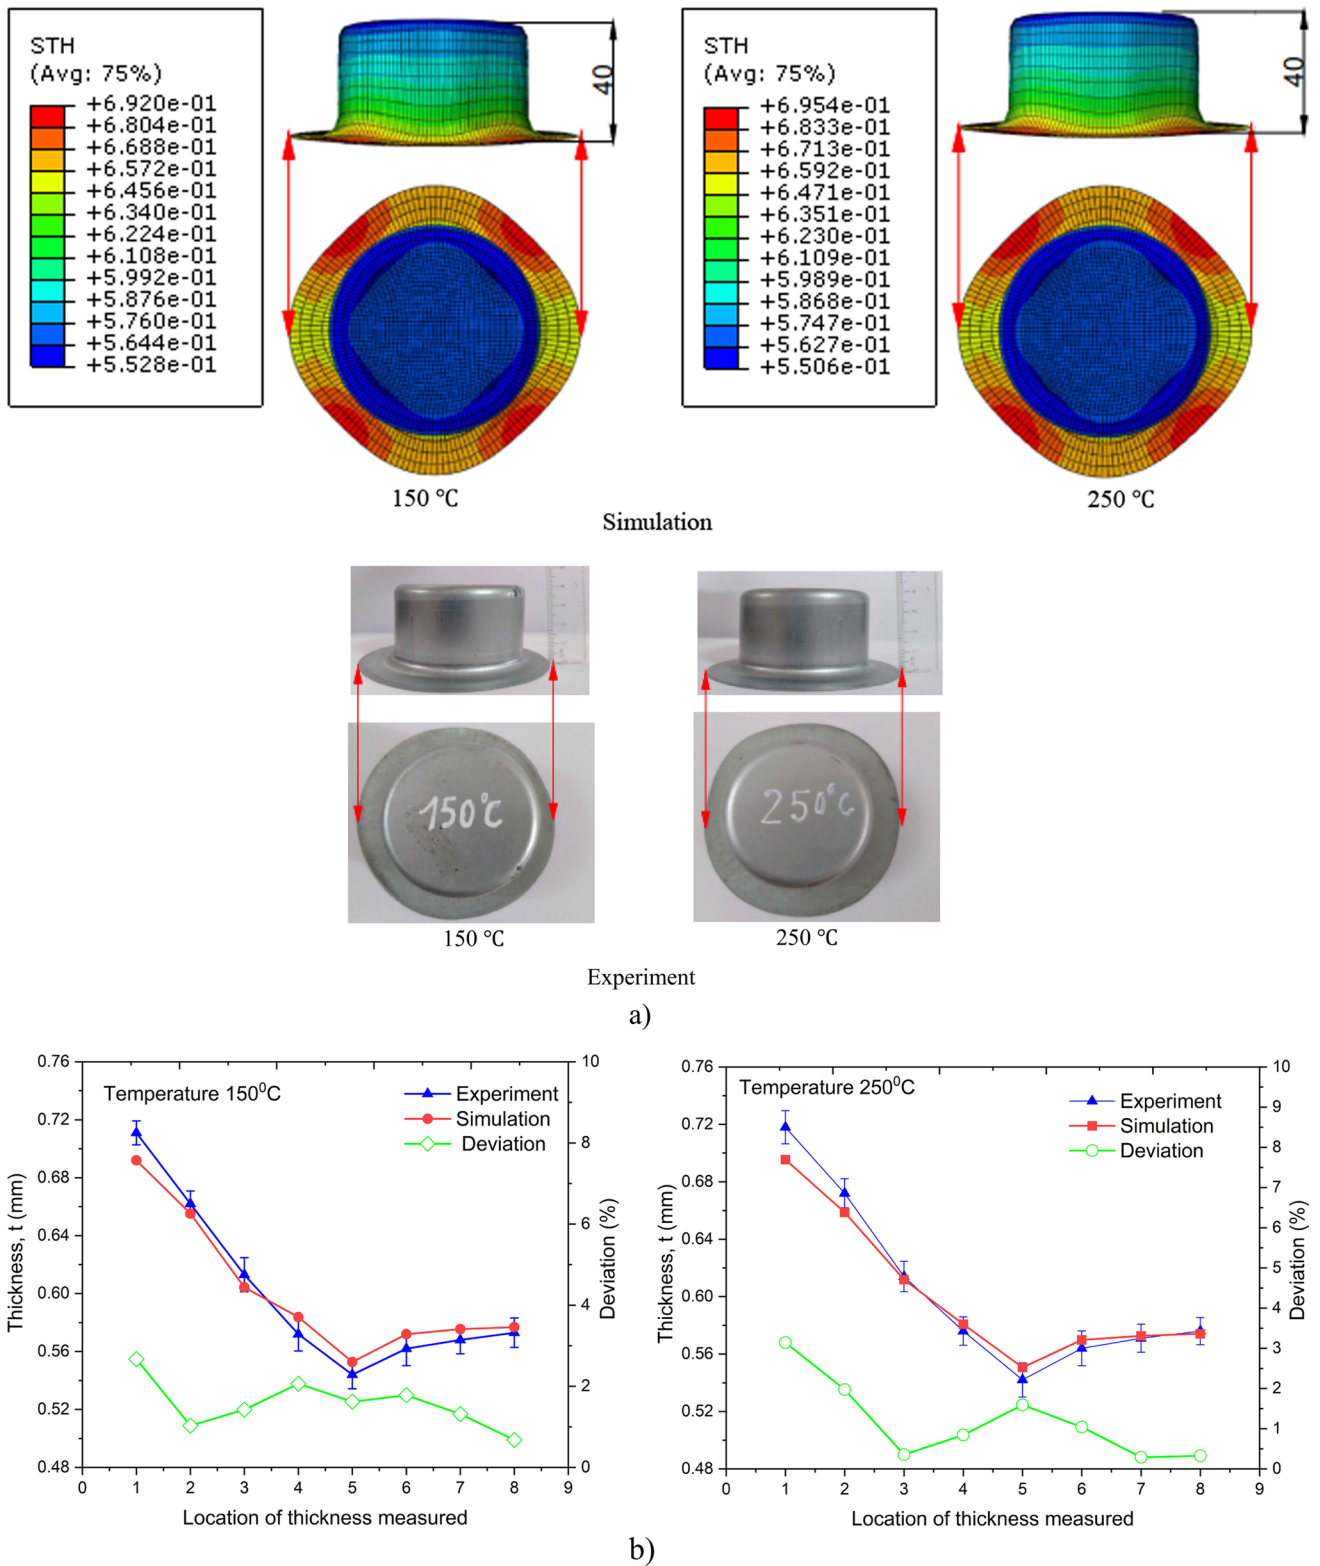 STH
(Avg: 75%)
+6.920e-01
+6.804e-01
+6.688e-01
+6.572e-01
+6.456e-01
+6.340e-01
+6.224e-01
+6.108e-01
+5.992e-01
+5.876e-01
+5.760e-01
+5.644e-01
+5.528e-01
40
150 ℃
STH
(Avg: 75%)
+6.954e-01
+6.833e-01
+6.713e-01
+6.592e-01
+6.471e-01
+6.351e-01
+6.230e-01
+6.109e-01
+5.989e-01
+5.868e-01
+5.747e-01
+5.627e-01
+5.506e-01
40
250 ℃
Simulation
150°C
250°C
150 ℃
250 ℃
Experiment
a)
Temperature 150⁰C
Experiment
Simulation
Deviation
Thickness, t (mm)
0.76
0.72
0.68
0.64
0.60
0.56
0.52
0.48
10
8
6
4
2
0
Deviation (%)
0 1 2 3 4 5 6 7 8 9
Location of thickness measured
Temperature 250⁰C
Experiment
Simulation
Deviation
Thickness, t (mm)
0.76
0.72
0.68
0.64
0.60
0.56
0.52
0.48
10
9
8
7
6
5
4
3
2
1
0
Deviation (%)
0 1 2 3 4 5 6 7 8 9
Location of thickness measured
b)